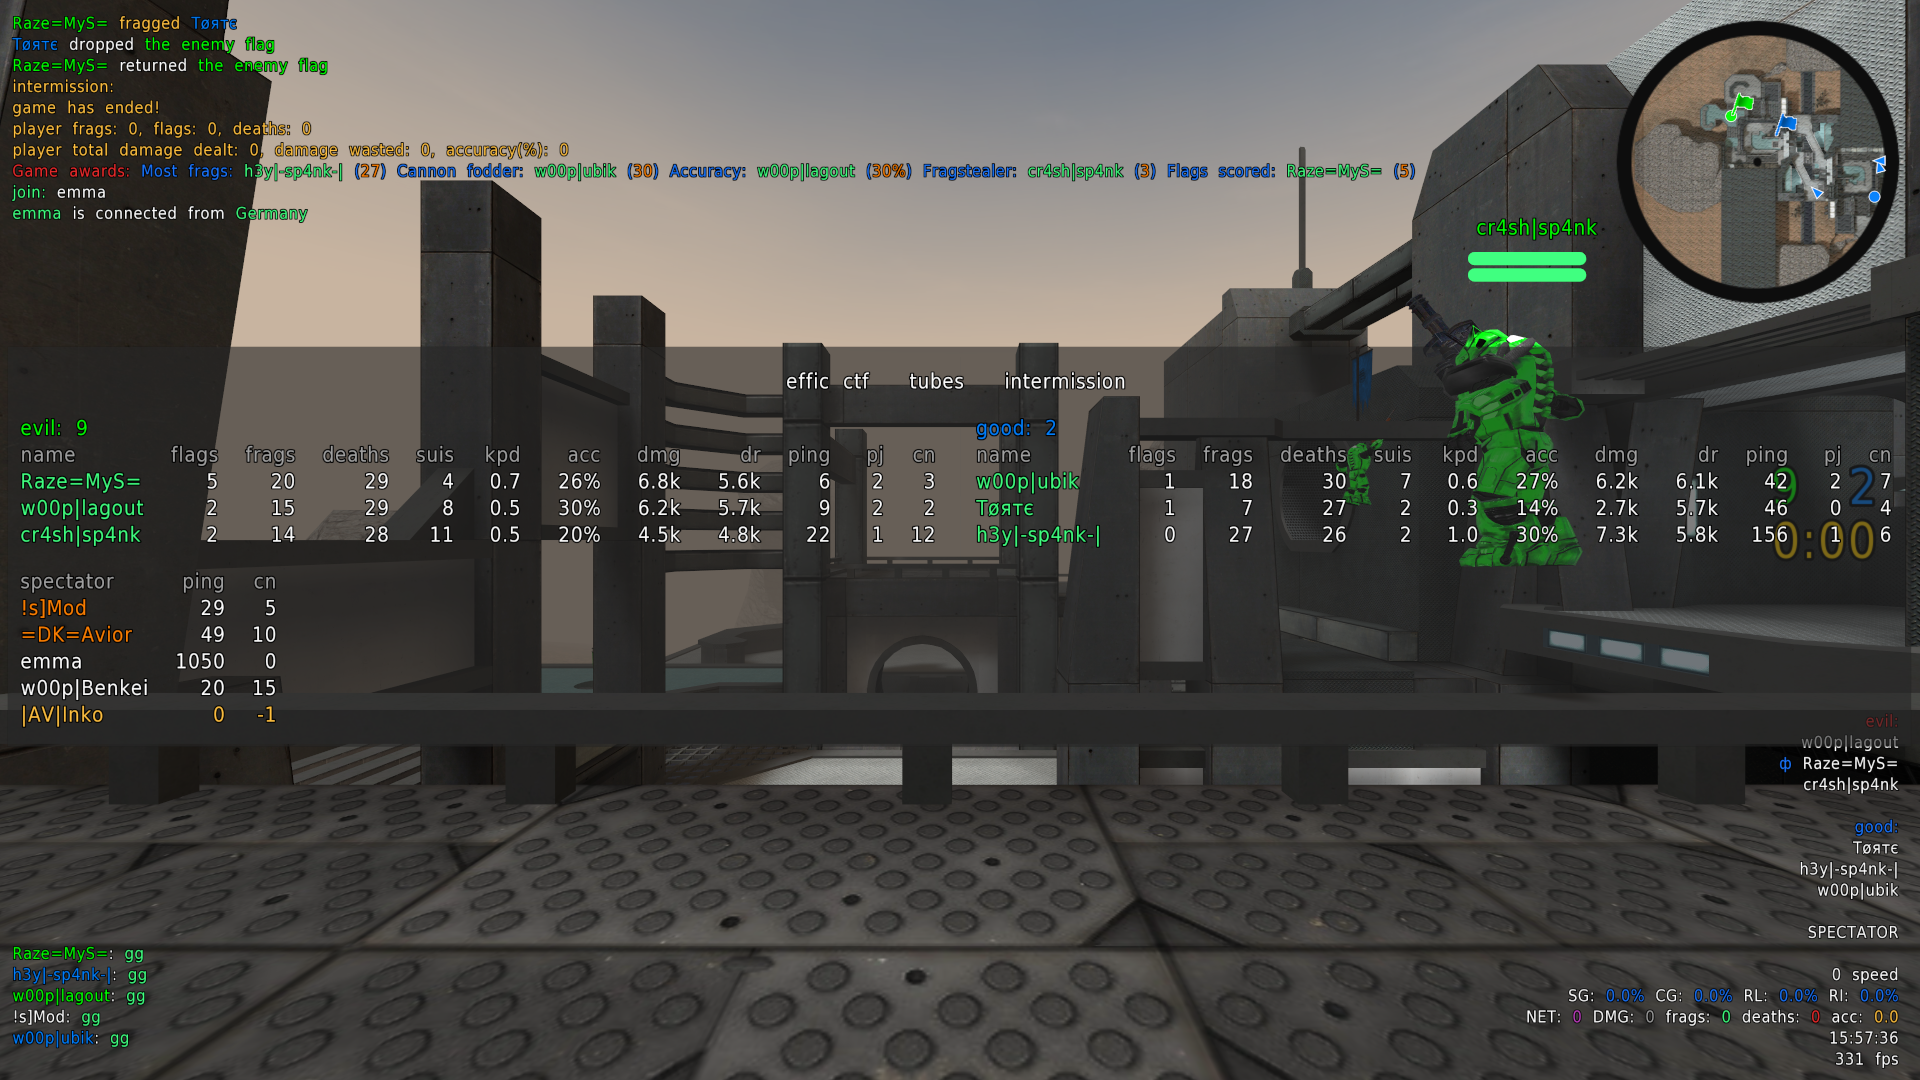 Raze=MyS= fragged Tøятє
Tøятє dropped the enemy flag
Raze=MyS= returned the enemy flag
intermission:
game has ended!
player frags: 0, flags: 0, deaths: 0
player total damage dealt: 0, damage wasted: 0, accuracy(%): 0
Game awards: Most frags: h3y|-sp4nk-| (27) Cannon fodder: w00p|ubik (30) Accuracy: w00p|lagout (30%) Fragstealer: cr4sh|sp4nk (3) Flags scored: Raze=MyS= (5)
join: emma
emma is connected from Germany
cr4sh|sp4nk
effic ctf tubes intermission
evil: 9
name flags frags deaths suis kpd acc dmg dr ping pj cn
Raze=MyS= 5 20 29 4 0.7 26% 6.8k 5.6k 6 2 3
w00p|lagout 2 15 29 8 0.5 30% 6.2k 5.7k 9 2 2
cr4sh|sp4nk 2 14 28 11 0.5 20% 4.5k 4.8k 22 1 12
good: 2
name flags frags deaths suis kpd acc dmg dr ping pj cn
w00p|ubik 1 18 30 7 0.6 27% 6.2k 6.1k 42 2 7
Tøятє 1 7 27 2 0.3 14% 2.7k 5.7k 46 0 4
h3y|-sp4nk-| 0 27 26 2 1.0 30% 7.3k 5.8k 156 1 6
9 2
0:00
spectator ping cn
!s]Mod 29 5
=DK=Avior 49 10
emma 1050 0
w00p|Benkei 20 15
|AV|Inko 0 -1
evil:
w00p|lagout
ф Raze=MyS=
cr4sh|sp4nk
good:
Tøятє
h3y|-sp4nk-|
w00p|ubik
SPECTATOR
0 speed
SG: 0.0% CG: 0.0% RL: 0.0% RI: 0.0%
NET: 0 DMG: 0 frags: 0 deaths: 0 acc: 0.0
15:57:36
331 fps
Raze=MyS=: gg
h3y|-sp4nk-|: gg
w00p|lagout: gg
!s]Mod: gg
w00p|ubik: gg